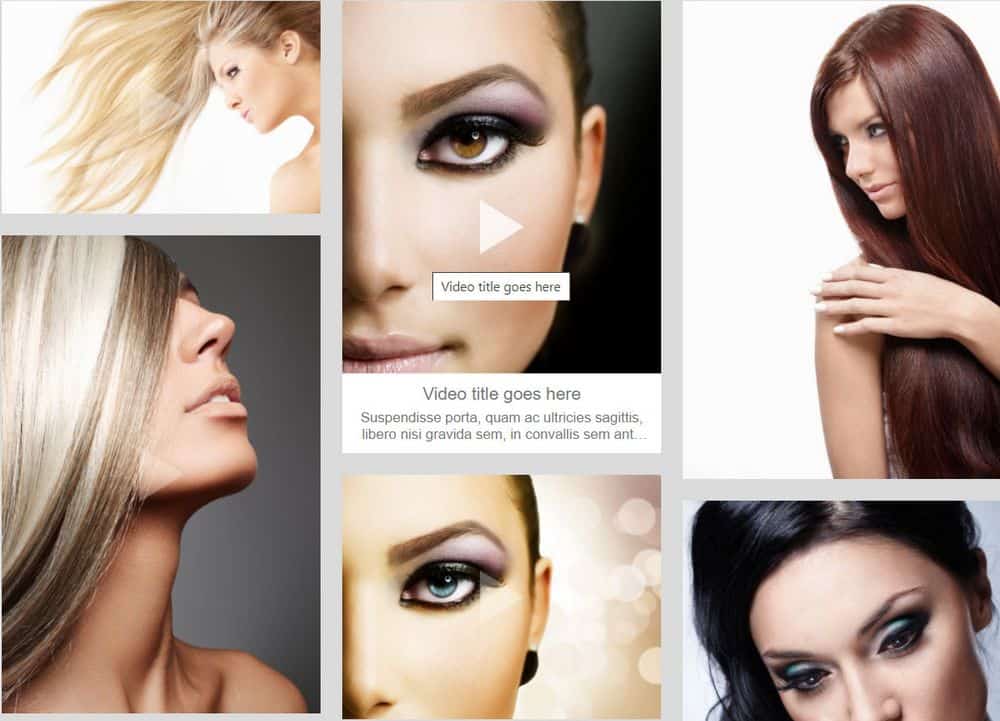 Video title goes here
Video title goes here
Suspendisse porta, quam ac ultricies sagittis,
libero nisi gravida sem, in convallis sem ant...